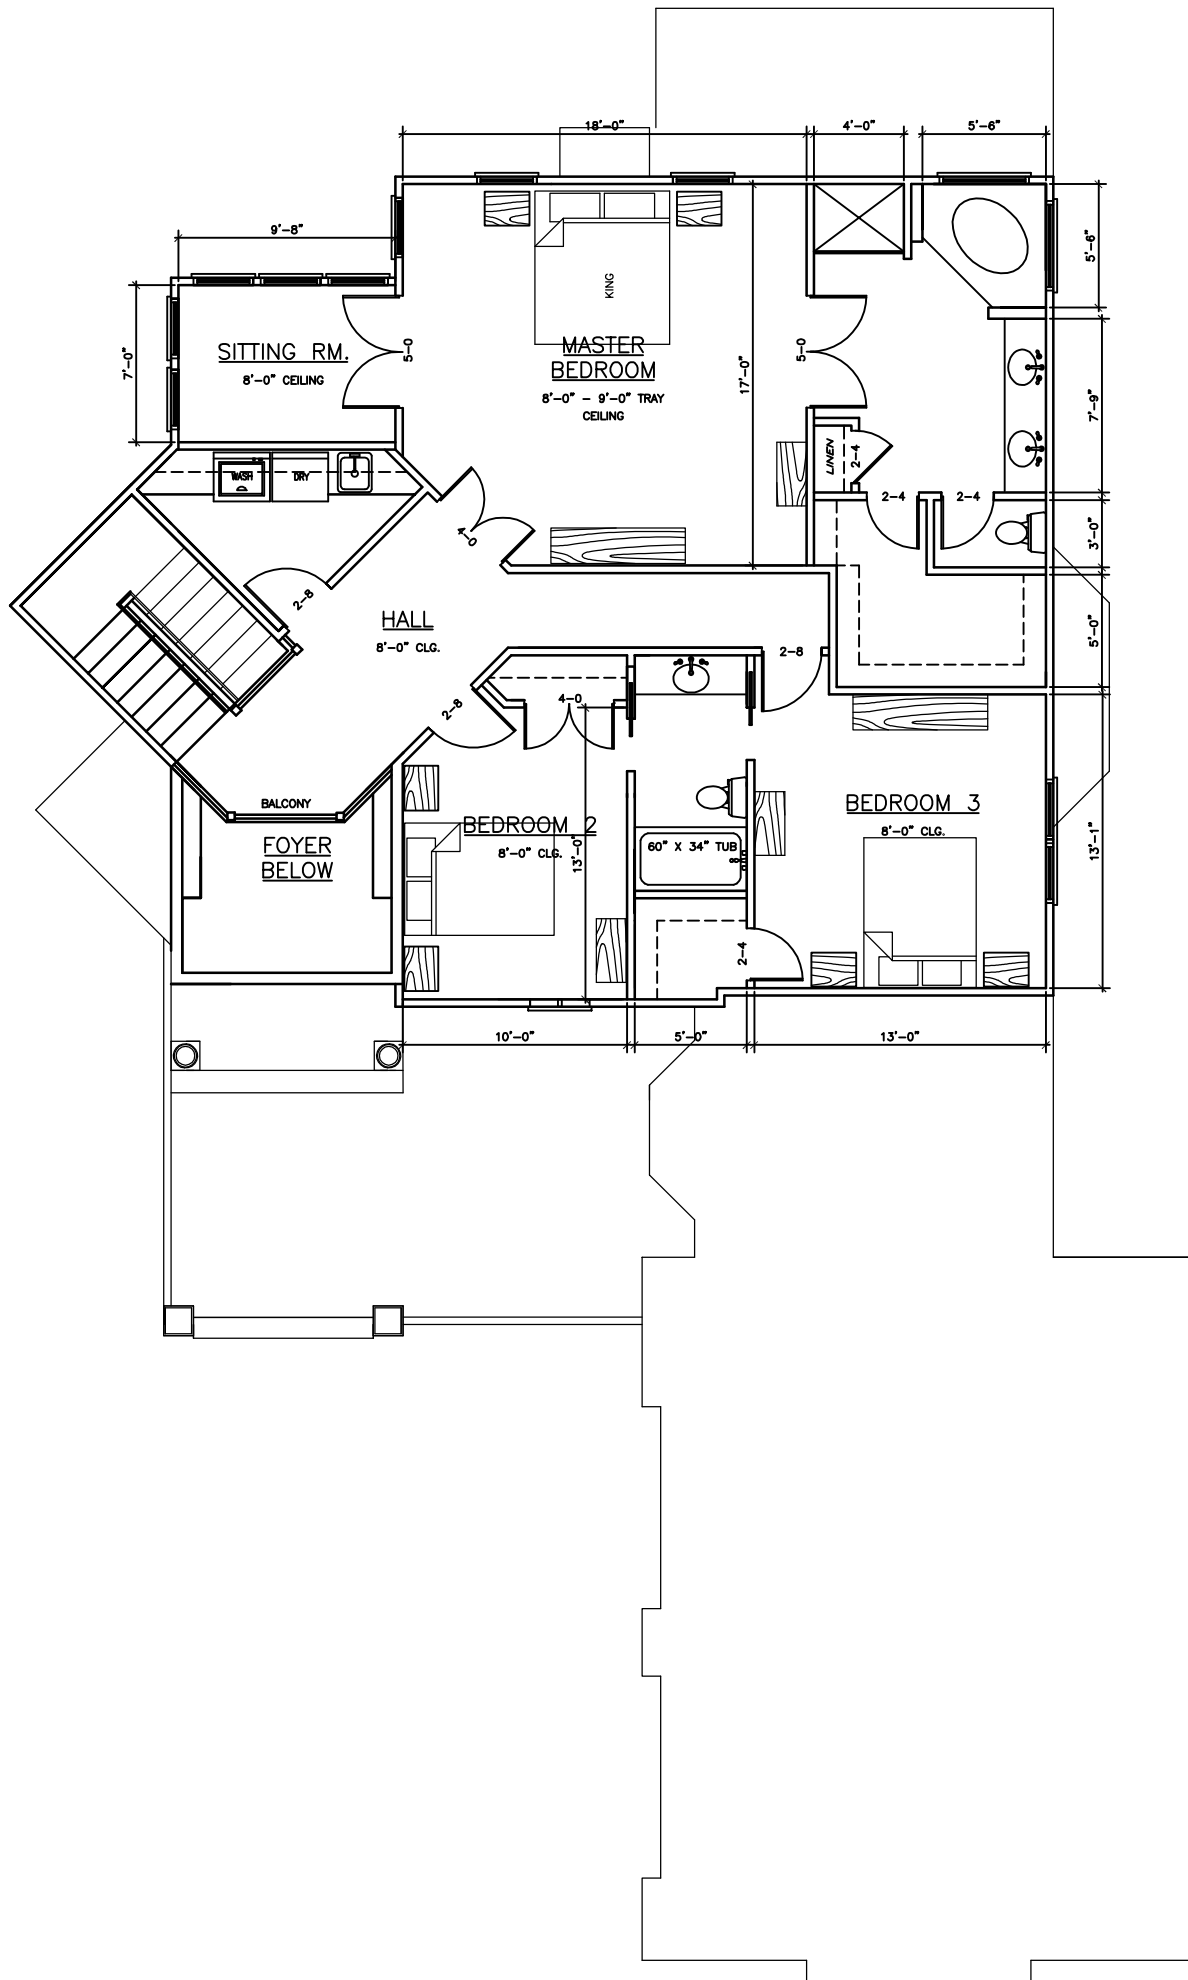 18'-0"
4'-0"
5'-6"
9'-8"
5'-6"
KING
7'-0"
SITTING RM.
8'-0" CEILING
5-0
MASTER
BEDROOM
8'-0" - 9'-0" TRAY
CEILING
17'-0"
5-0
7'-9"
LINEN
2-4
WASH
DRY
2-4
2-4
4-0
3'-0"
2-8
HALL
8'-0" CLG.
5'-0"
2-8
2-8
4-0
BALCONY
FOYER
BELOW
BEDROOM 2
8'-0" CLG.
13'-0"
60" X 34" TUB
BEDROOM 3
8'-0" CLG.
13'-1"
2-4
10'-0"
5'-0"
13'-0"